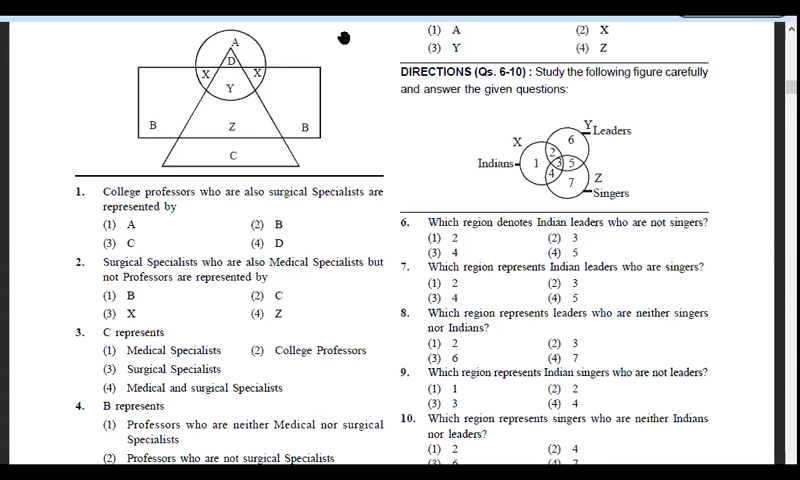 A
D
X X
Y
B Z B
C
1. College professors who are also surgical Specialists are
represented by
(1) A (2) B
(3) C (4) D
2. Surgical Specialists who are also Medical Specialists but
not Professors are represented by
(1) B (2) C
(3) X (4) Z
3. C represents
(1) Medical Specialists (2) College Professors
(3) Surgical Specialists
(4) Medical and surgical Specialists
4. B represents
(1) Professors who are neither Medical nor surgical
Specialists
(2) Professors who are not surgical Specialists
(1) A (2) X
(3) Y (4) Z
DIRECTIONS (Qs. 6-10) : Study the following figure carefully
and answer the given questions:
Y
Leaders
X
6
2
Indians 1 3 5
4
7 Z
Singers
6. Which region denotes Indian leaders who are not singers?
(1) 2 (2) 3
(3) 4 (4) 5
7. Which region represents Indian leaders who are singers?
(1) 2 (2) 3
(3) 4 (4) 5
8. Which region represents leaders who are neither singers
nor Indians?
(1) 2 (2) 3
(3) 6 (4) 7
9. Which region represents Indian singers who are not leaders?
(1) 1 (2) 2
(3) 3 (4) 4
10. Which region represents singers who are neither Indians
nor leaders?
(1) 2 (2) 4
(3) 6 (4) 7